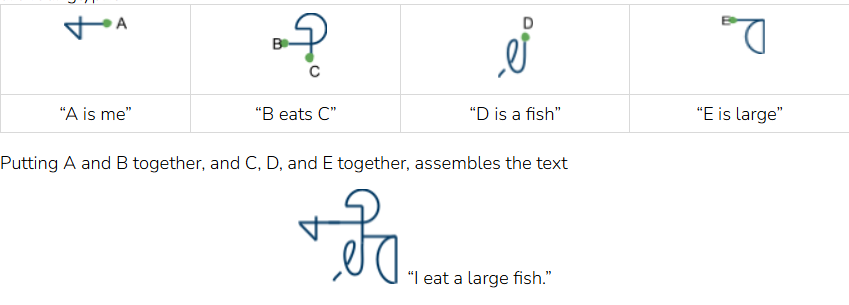 A
B
C
D
E
“A is me” “B eats C” “D is a fish” “E is large”
Putting A and B together, and C, D, and E together, assembles the text
“I eat a large fish.”